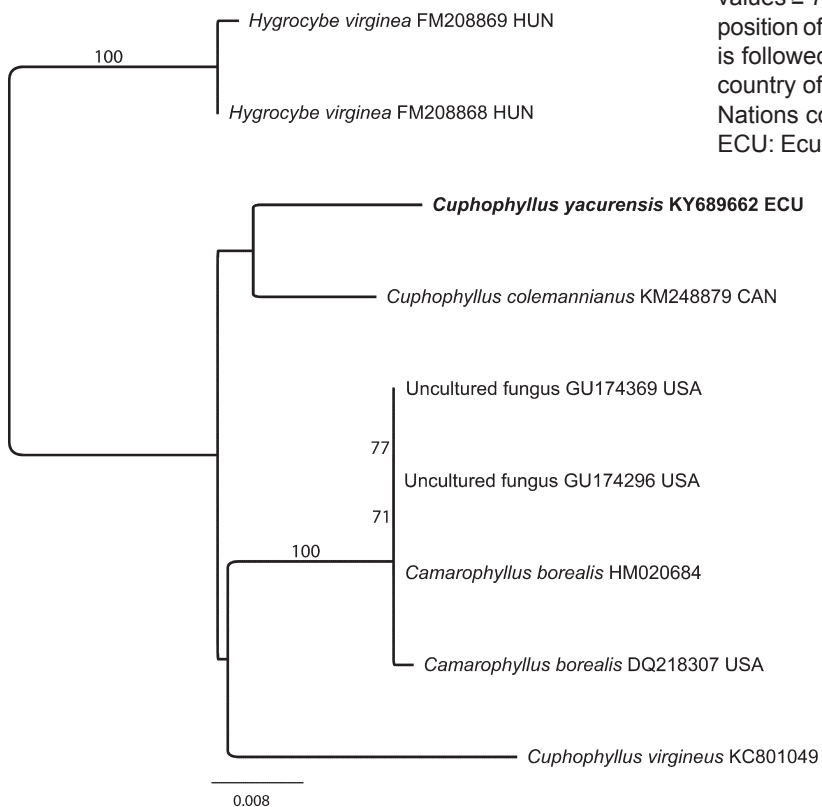 values ≥ 7
position of
is followed
country of
Nations co
ECU: Ecu
Hygrocybe virginea FM208869 HUN
100
Hygrocybe virginea FM208868 HUN
Cuphophyllus yacurensis KY689662 ECU
Cuphophyllus colemannianus KM248879 CAN
Uncultured fungus GU174369 USA
77
Uncultured fungus GU174296 USA
71
100
Camarophyllus borealis HM020684
Camarophyllus borealis DQ218307 USA
Cuphophyllus virgineus KC801049
0.008